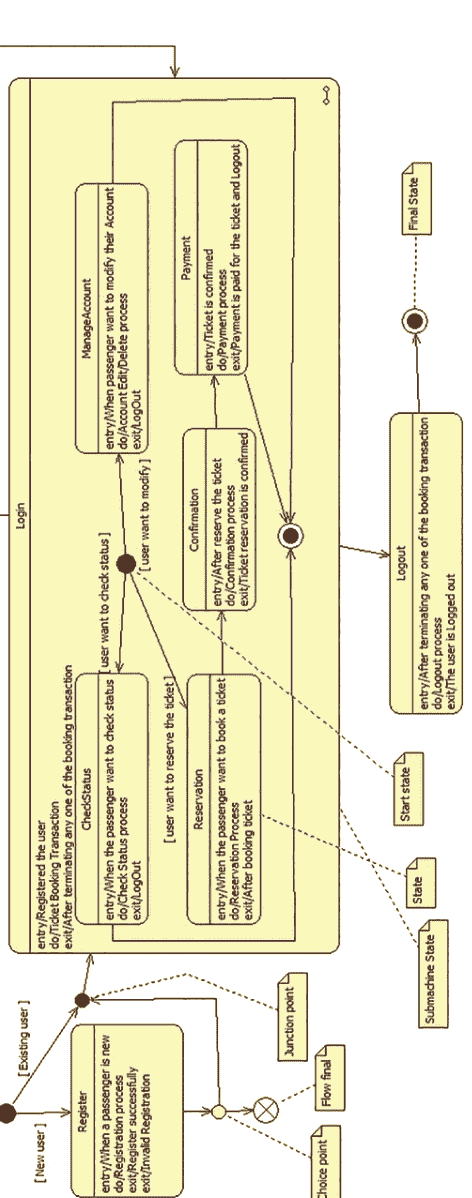 Login
entry/Registered the user
do/Ticket Booking Transaction
exit/After terminating any one of the booking transaction
ManageAccount
entry/When passenger want to modify their Account
do/Account Edit/Delete process
exit/LogOut
Payment
entry/Ticket is confirmed
do/Payment process
exit/Payment is paid for the ticket and Logout
[ user want to modify ]
[ user want to check status ]
Confirmation
entry/After reserve the ticket
do/Confirmation process
exit/Ticket reservation is confirmed
CheckStatus
entry/When the passenger want to check status
do/Check Status process
exit/LogOut
[ user want to reserve the ticket ]
Reservation
entry/When the passenger want to book a ticket
do/Reservation Process
exit/After booking ticket
Final State
Logout
entry/After terminating any one of the booking transaction
do/Logout process
exit/The user is Logged out
Start state
State
Submachine State
[ Existing user ]
[ New user ]
Register
entry/When a passenger is new
do/Registration process
exit/Register successfully
exit/Invalid Registration
Junction point
Flow final
Choice point